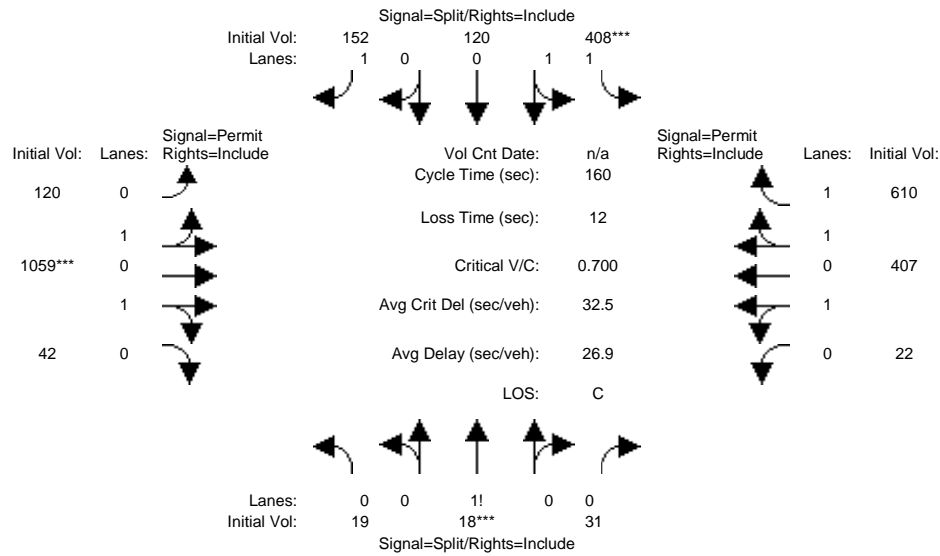 Signal=Split/Rights=Include
Initial Vol: 152 120 408***
Lanes: 1 0 0 1 1
Signal=Permit
Initial Vol: Lanes: Rights=Include
Vol Cnt Date: n/a
Signal=Permit
Rights=Include Lanes: Initial Vol:
Cycle Time (sec): 160
120 0
1 610
Loss Time (sec): 12
1
1
1059*** 0
Critical V/C: 0.700
0 407
1
Avg Crit Del (sec/veh): 32.5
1
42 0
Avg Delay (sec/veh): 26.9
0 22
LOS: C
Lanes: 0 0 1! 0 0
Initial Vol: 19 18*** 31
Signal=Split/Rights=Include